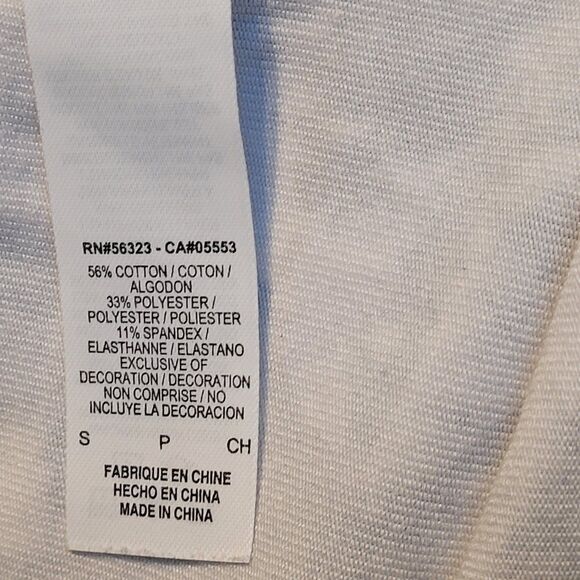 RN#56323 - CA#05553
56% COTTON / COTON /
ALGODON
33% POLYESTER /
POLYESTER / POLIESTER
11% SPANDEX /
ELASTHANNE / ELASTANO
EXCLUSIVE OF
DECORATION / DECORATION
NON COMPRISE / NO
INCLUYE LA DECORACION
S P CH
FABRIQUE EN CHINE
HECHO EN CHINA
MADE IN CHINA